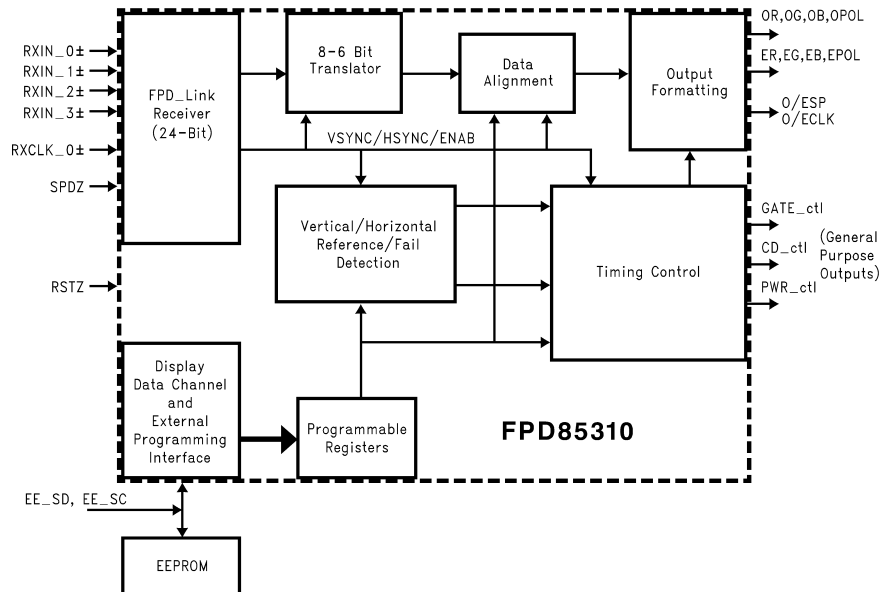 OR,OG,OB,OPOL
RXIN_0±
RXIN_1±
RXIN_2±
RXIN_3±
RXCLK_0±
SPDZ
RSTZ
FPD_Link
Receiver
(24-Bit)
8-6 Bit
Translator
Data
Alignment
Output
Formatting
ER,EG,EB,EPOL
O/ESP
O/ECLK
VSYNC/HSYNC/ENAB
Vertical/Horizontal
Reference/Fail
Detection
Timing Control
GATE_ctl
CD_ctl
PWR_ctl
(General
Purpose
Outputs)
Display
Data Channel
and
External
Programming
Interface
Programmable
Registers
FPD85310
EE_SD, EE_SC
EEPROM